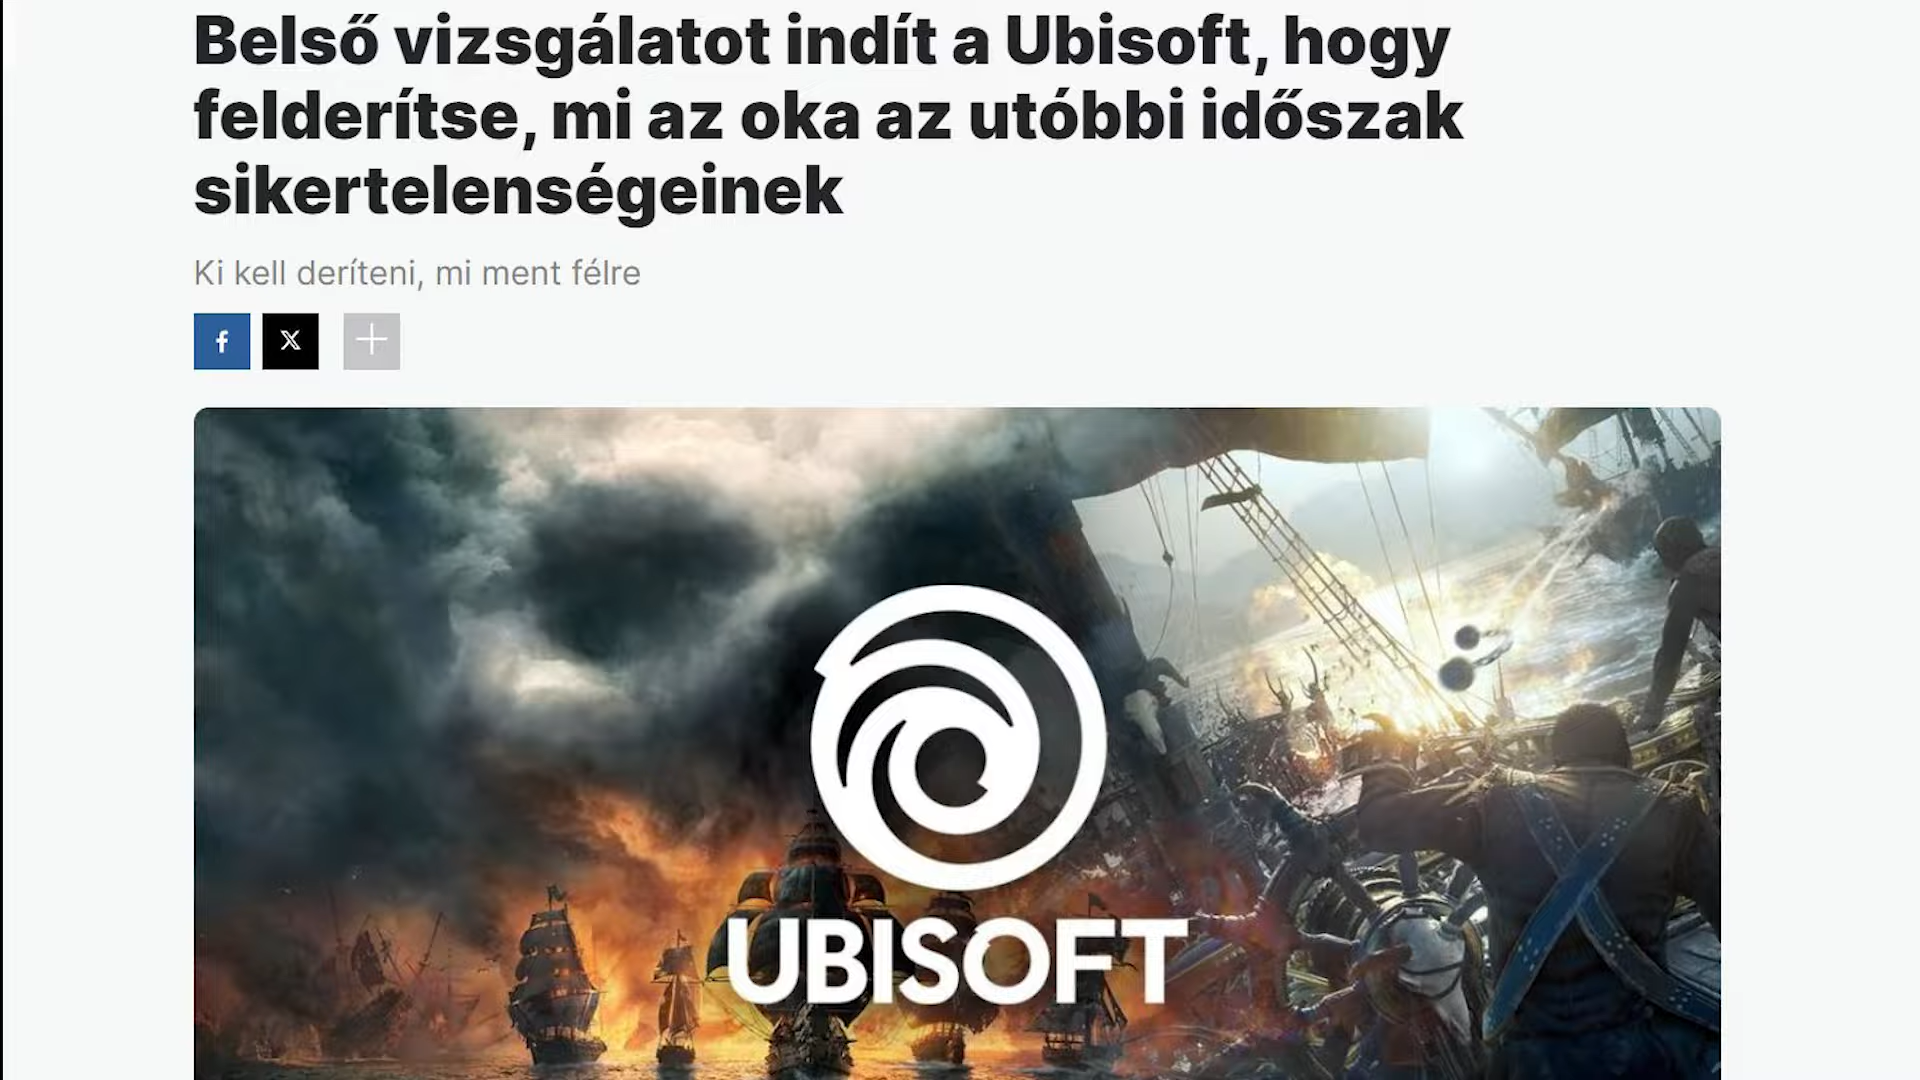 Belső vizsgálatot indít a Ubisoft, hogy
felderítse, mi az oka az utóbbi időszak
sikertelenségeinek
Ki kell deríteni, mi ment félre
UBISOFT